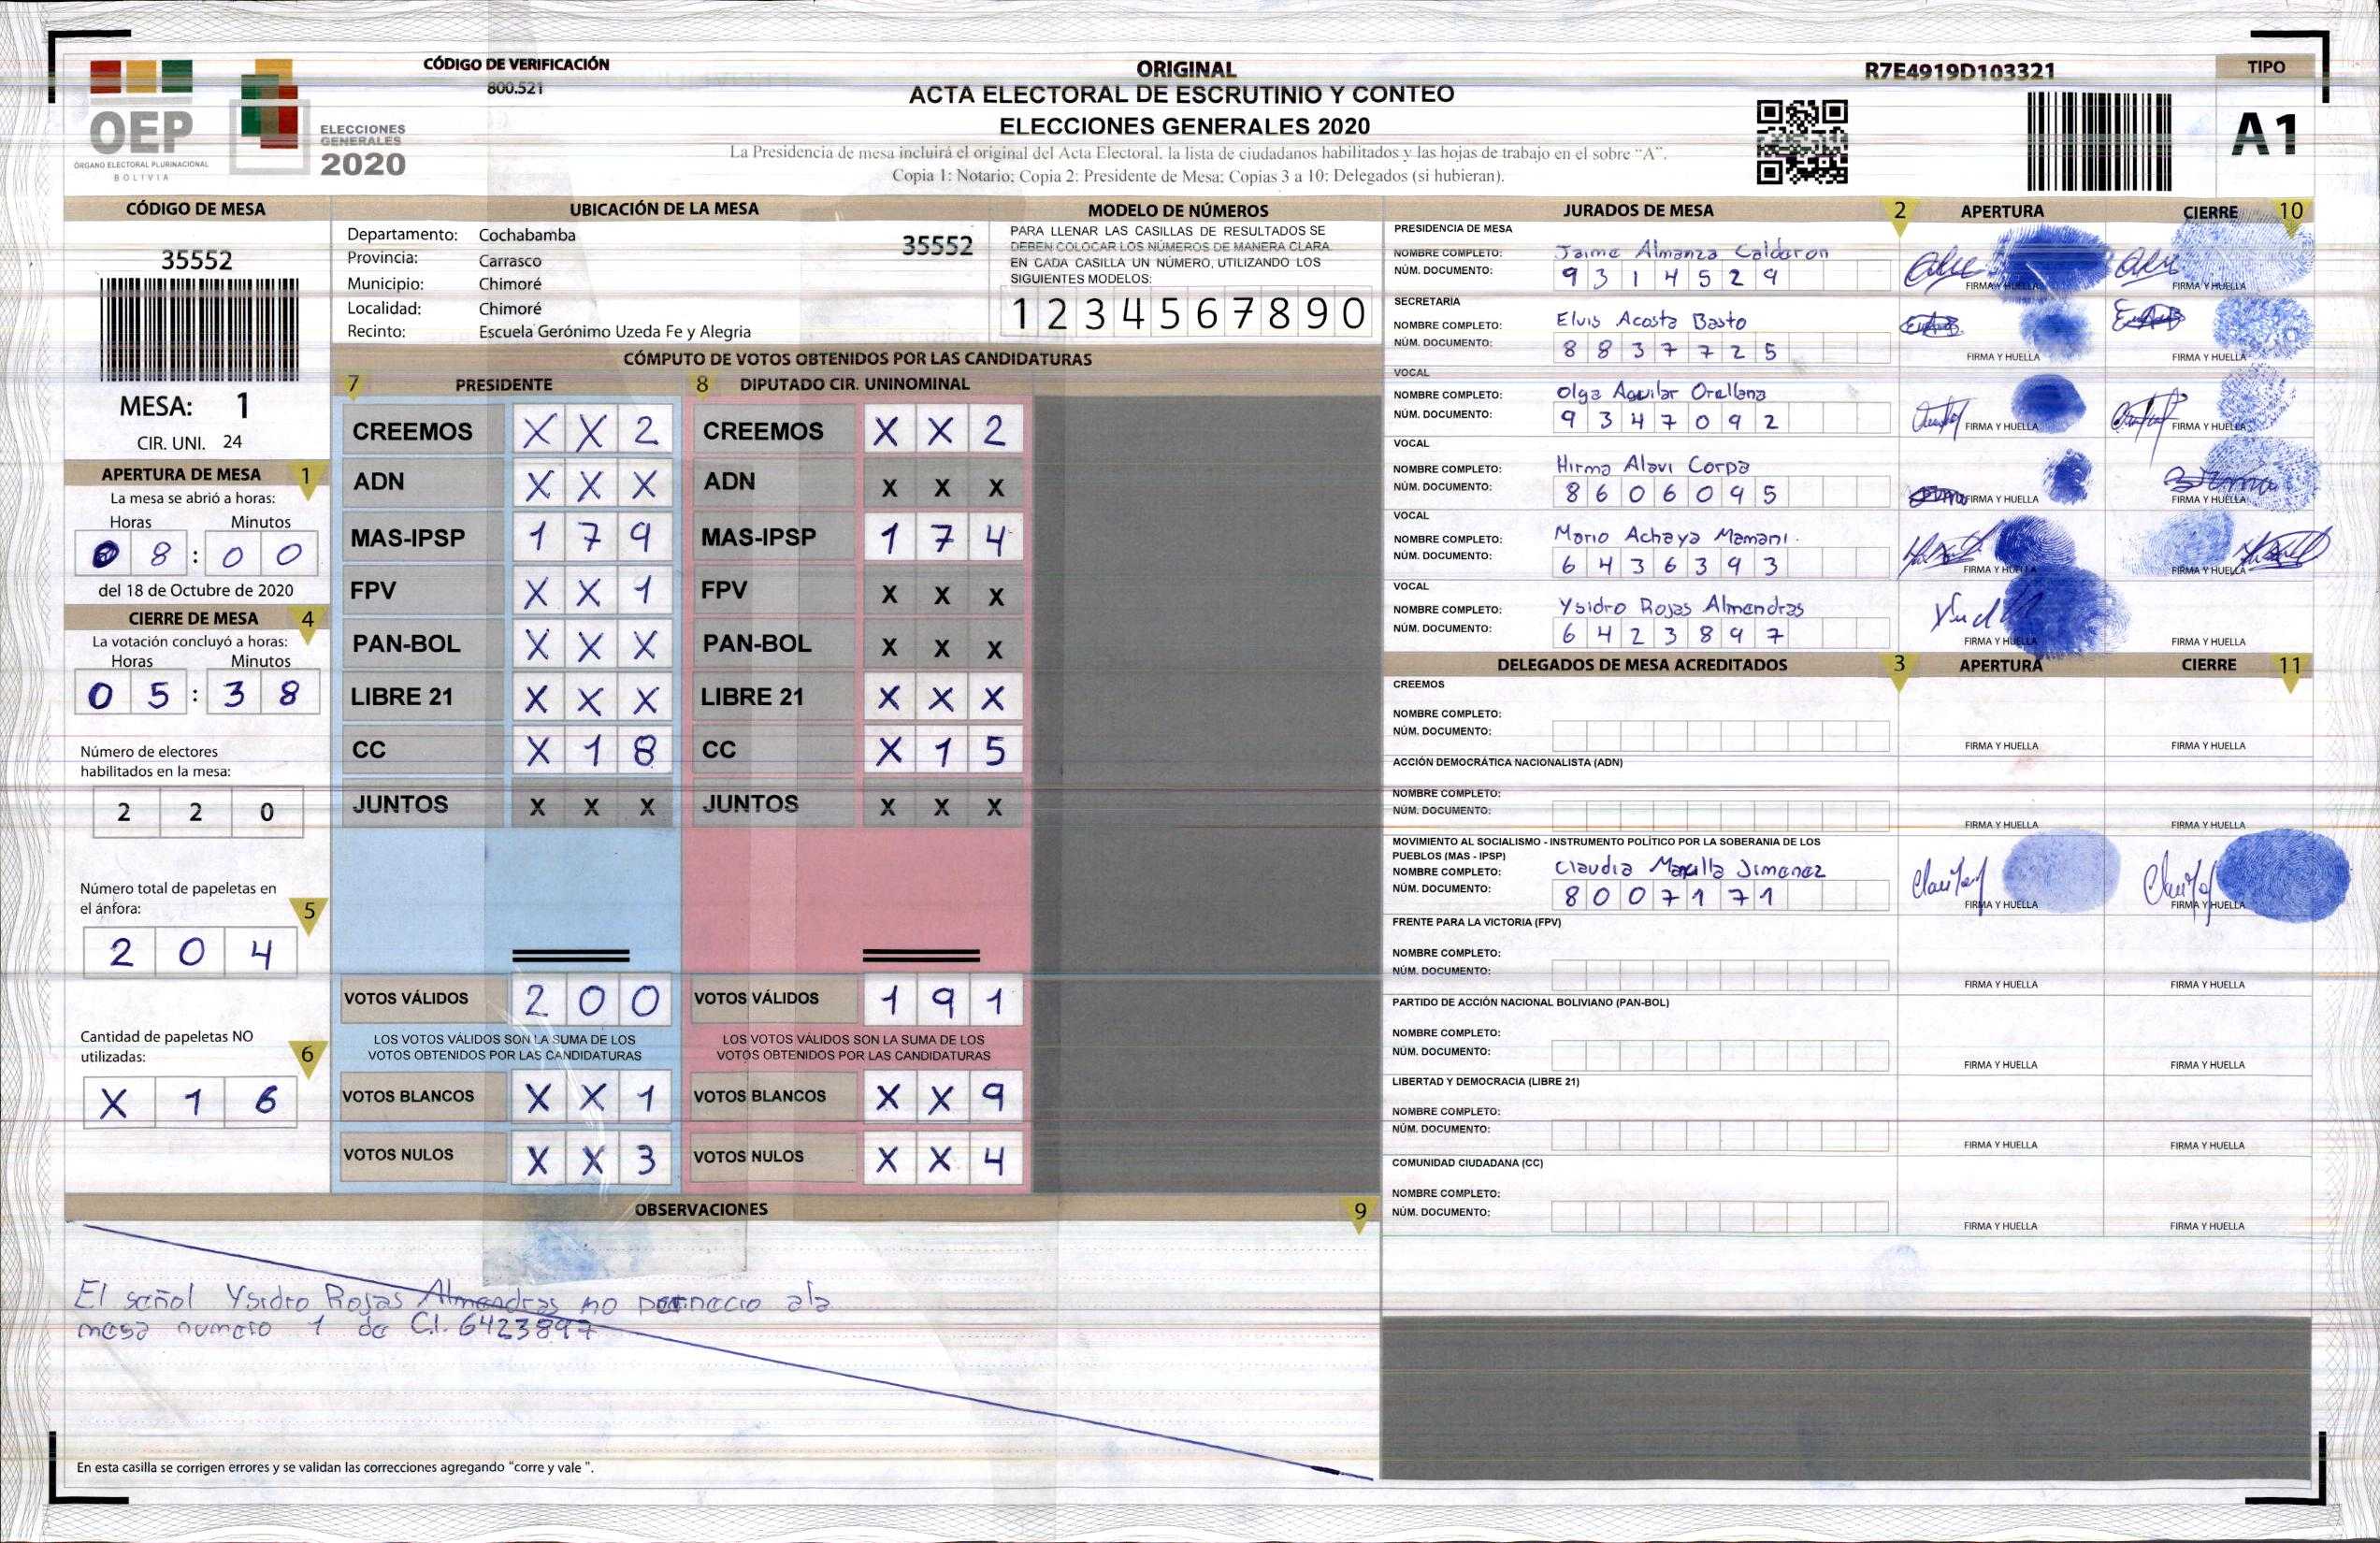 CÓDIGO DE VERIFICACIÓN
800.521
ORIGINAL
ACTA ELECTORAL DE ESCRUTINIO Y CONTEO
ELECCIONES GENERALES 2020
La Presidencia de mesa incluirá el original del Acta Electoral, la lista de ciudadanos habilitados y las hojas de trabajo en el sobre "A".
Copia 1: Notario; Copia 2: Presidente de Mesa; Copias 3 a 10: Delegados (si hubieran).
R7E4919D103321
TIPO
A1
OEP
ÓRGANO ELECTORAL PLURINACIONAL
BOLIVIA
ELECCIONES
GENERALES
2020
CÓDIGO DE MESA
35552
MESA: 1
CIR. UNI. 24
APERTURA DE MESA 1
La mesa se abrió a horas:
Horas Minutos
0 8 : 0 0
del 18 de Octubre de 2020
CIERRE DE MESA 4
La votación concluyó a horas:
Horas Minutos
0 5 : 3 8
Número de electores
habilitados en la mesa:
2 2 0
Número total de papeletas en
el ánfora:
5
2 0 4
Cantidad de papeletas NO
utilizadas:
6
X 1 6
UBICACIÓN DE LA MESA
Departamento: Cochabamba
35552
Provincia: Carrasco
Municipio: Chimoré
Localidad: Chimoré
Recinto: Escuela Gerónimo Uzeda Fe y Alegria
MODELO DE NÚMEROS
PARA LLENAR LAS CASILLAS DE RESULTADOS SE
DEBEN COLOCAR LOS NÚMEROS DE MANERA CLARA
EN CADA CASILLA UN NÚMERO, UTILIZANDO LOS
SIGUIENTES MODELOS:
1 2 3 4 5 6 7 8 9 0
CÓMPUTO DE VOTOS OBTENIDOS POR LAS CANDIDATURAS
7 PRESIDENTE 8 DIPUTADO CIR. UNINOMINAL
CREEMOS X X 2 CREEMOS X X 2
ADN X X X ADN X X X
MAS-IPSP 1 7 9 MAS-IPSP 1 7 4
FPV X X 1 FPV X X X
PAN-BOL X X X PAN-BOL X X X
LIBRE 21 X X X LIBRE 21 X X X
CC X 1 8 CC X 1 5
JUNTOS X X X JUNTOS X X X
VOTOS VÁLIDOS 2 0 0 VOTOS VÁLIDOS 1 9 1
LOS VOTOS VÁLIDOS SON LA SUMA DE LOS LOS VOTOS VÁLIDOS SON LA SUMA DE LOS
VOTOS OBTENIDOS POR LAS CANDIDATURAS VOTOS OBTENIDOS POR LAS CANDIDATURAS
VOTOS BLANCOS X X 1 VOTOS BLANCOS X X 9
VOTOS NULOS X X 3 VOTOS NULOS X X 4
OBSERVACIONES 9
El señol Ysidro Rojas Almendras no ala
mesa numero 1 de C.I. 6423897
En esta casilla se corrigen errores y se validan las correcciones agregando "corre y vale ".
JURADOS DE MESA 2 APERTURA CIERRE 10
PRESIDENCIA DE MESA
NOMBRE COMPLETO: Jaime Almanza Calderon
NÚM. DOCUMENTO: 9 3 1 4 5 2 9
FIRMA Y HUELLA FIRMA Y HUELLA
SECRETARIA
NOMBRE COMPLETO: Elvis Acosta Basto
NÚM. DOCUMENTO: 8 8 3 7 7 2 5
FIRMA Y HUELLA FIRMA Y HUELLA
VOCAL
NOMBRE COMPLETO: Olga Aguilar Orellana
NÚM. DOCUMENTO: 9 3 4 7 0 9 2
FIRMA Y HUELLA FIRMA Y HUELLA
VOCAL
NOMBRE COMPLETO: Hirma Alavi Corpa
NÚM. DOCUMENTO: 8 6 0 6 0 9 5
FIRMA Y HUELLA FIRMA Y HUELLA
VOCAL
NOMBRE COMPLETO: Mario Achaya Mamani.
NÚM. DOCUMENTO: 6 4 3 6 3 9 3
FIRMA Y HUELLA FIRMA Y HUELLA
VOCAL
NOMBRE COMPLETO: Ysidro Rojas Almendras
NÚM. DOCUMENTO: 6 4 2 3 8 9 7
FIRMA Y HUELLA FIRMA Y HUELLA
DELEGADOS DE MESA ACREDITADOS 3 APERTURA CIERRE 11
CREEMOS
NOMBRE COMPLETO:
NÚM. DOCUMENTO:
FIRMA Y HUELLA FIRMA Y HUELLA
ACCIÓN DEMOCRÁTICA NACIONALISTA (ADN)
NOMBRE COMPLETO:
NÚM. DOCUMENTO:
FIRMA Y HUELLA FIRMA Y HUELLA
MOVIMIENTO AL SOCIALISMO - INSTRUMENTO POLÍTICO POR LA SOBERANIA DE LOS
PUEBLOS (MAS - IPSP)
NOMBRE COMPLETO: Claudia Jimenez
NÚM. DOCUMENTO: 8 0 0 7 1 7 1
FIRMA Y HUELLA FIRMA Y HUELLA
FRENTE PARA LA VICTORIA (FPV)
NOMBRE COMPLETO:
NÚM. DOCUMENTO:
FIRMA Y HUELLA FIRMA Y HUELLA
PARTIDO DE ACCIÓN NACIONAL BOLIVIANO (PAN-BOL)
NOMBRE COMPLETO:
NÚM. DOCUMENTO:
FIRMA Y HUELLA FIRMA Y HUELLA
LIBERTAD Y DEMOCRACIA (LIBRE 21)
NOMBRE COMPLETO:
NÚM. DOCUMENTO:
FIRMA Y HUELLA FIRMA Y HUELLA
COMUNIDAD CIUDADANA (CC)
NOMBRE COMPLETO:
NÚM. DOCUMENTO:
FIRMA Y HUELLA FIRMA Y HUELLA